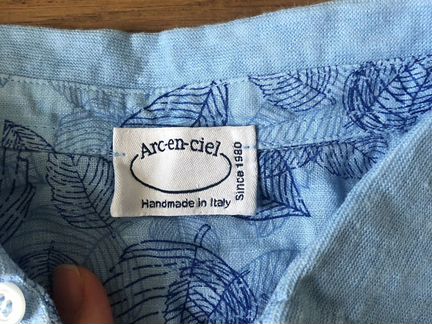 Arc-en-ciel
Handmade in Italy
Since 1980